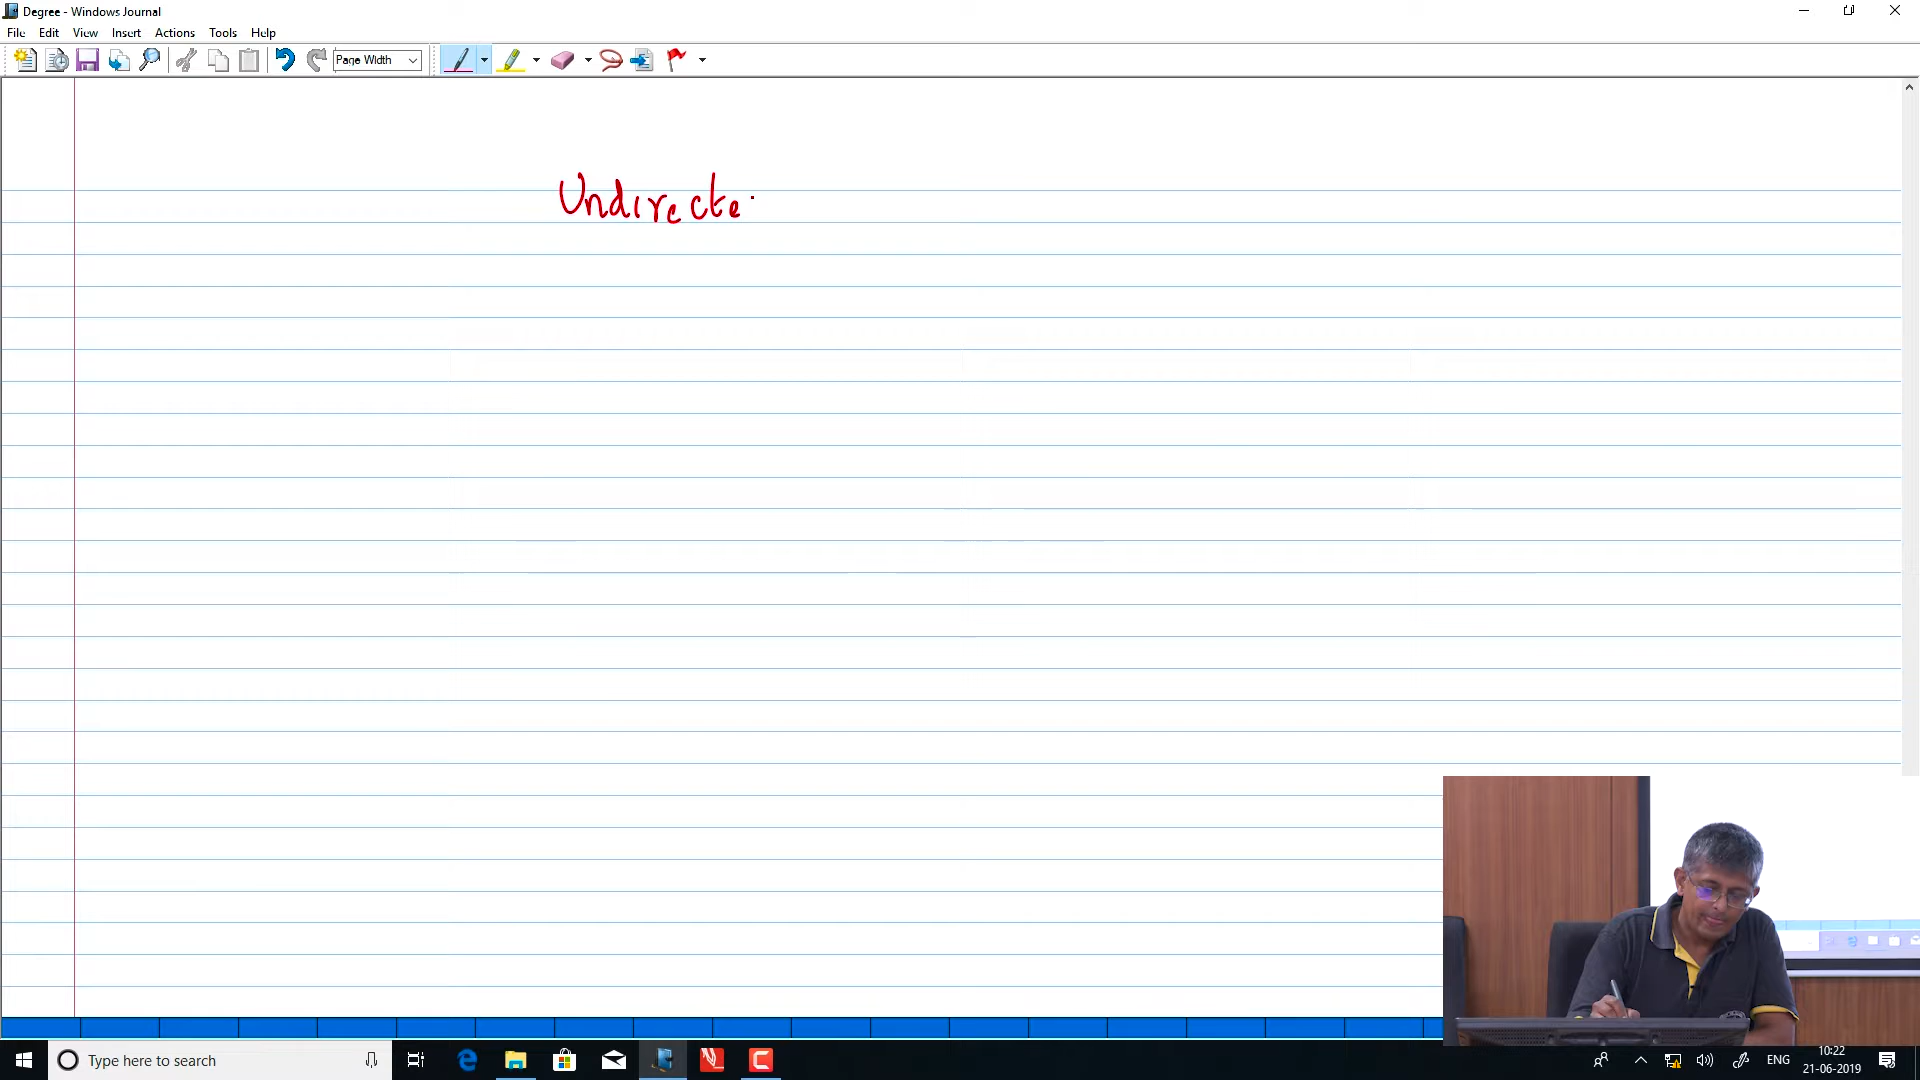 Degree - Windows Journal
File Edit View Insert Actions Tools Help
Page Width
Undirecte
Type here to search
ENG
10:22
21-06-2019